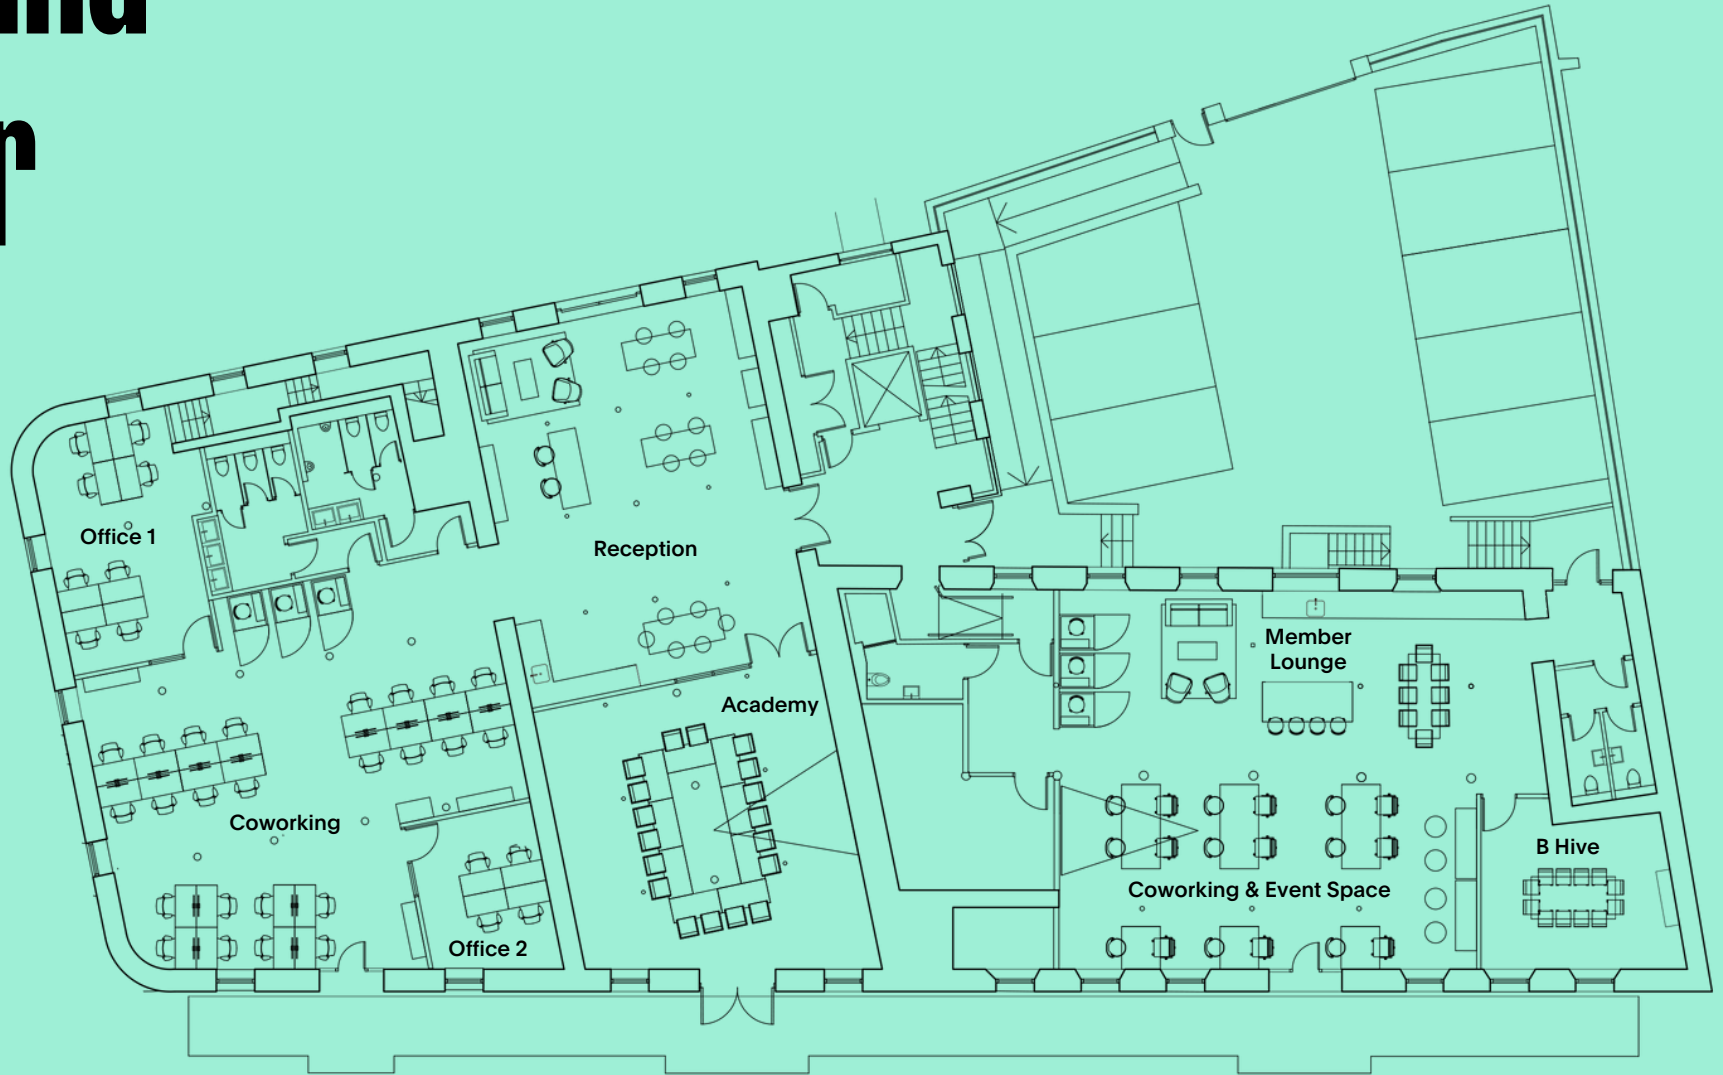 Office 1
Reception
Member
Lounge
Academy
Coworking
B Hive
Coworking & Event Space
Office 2